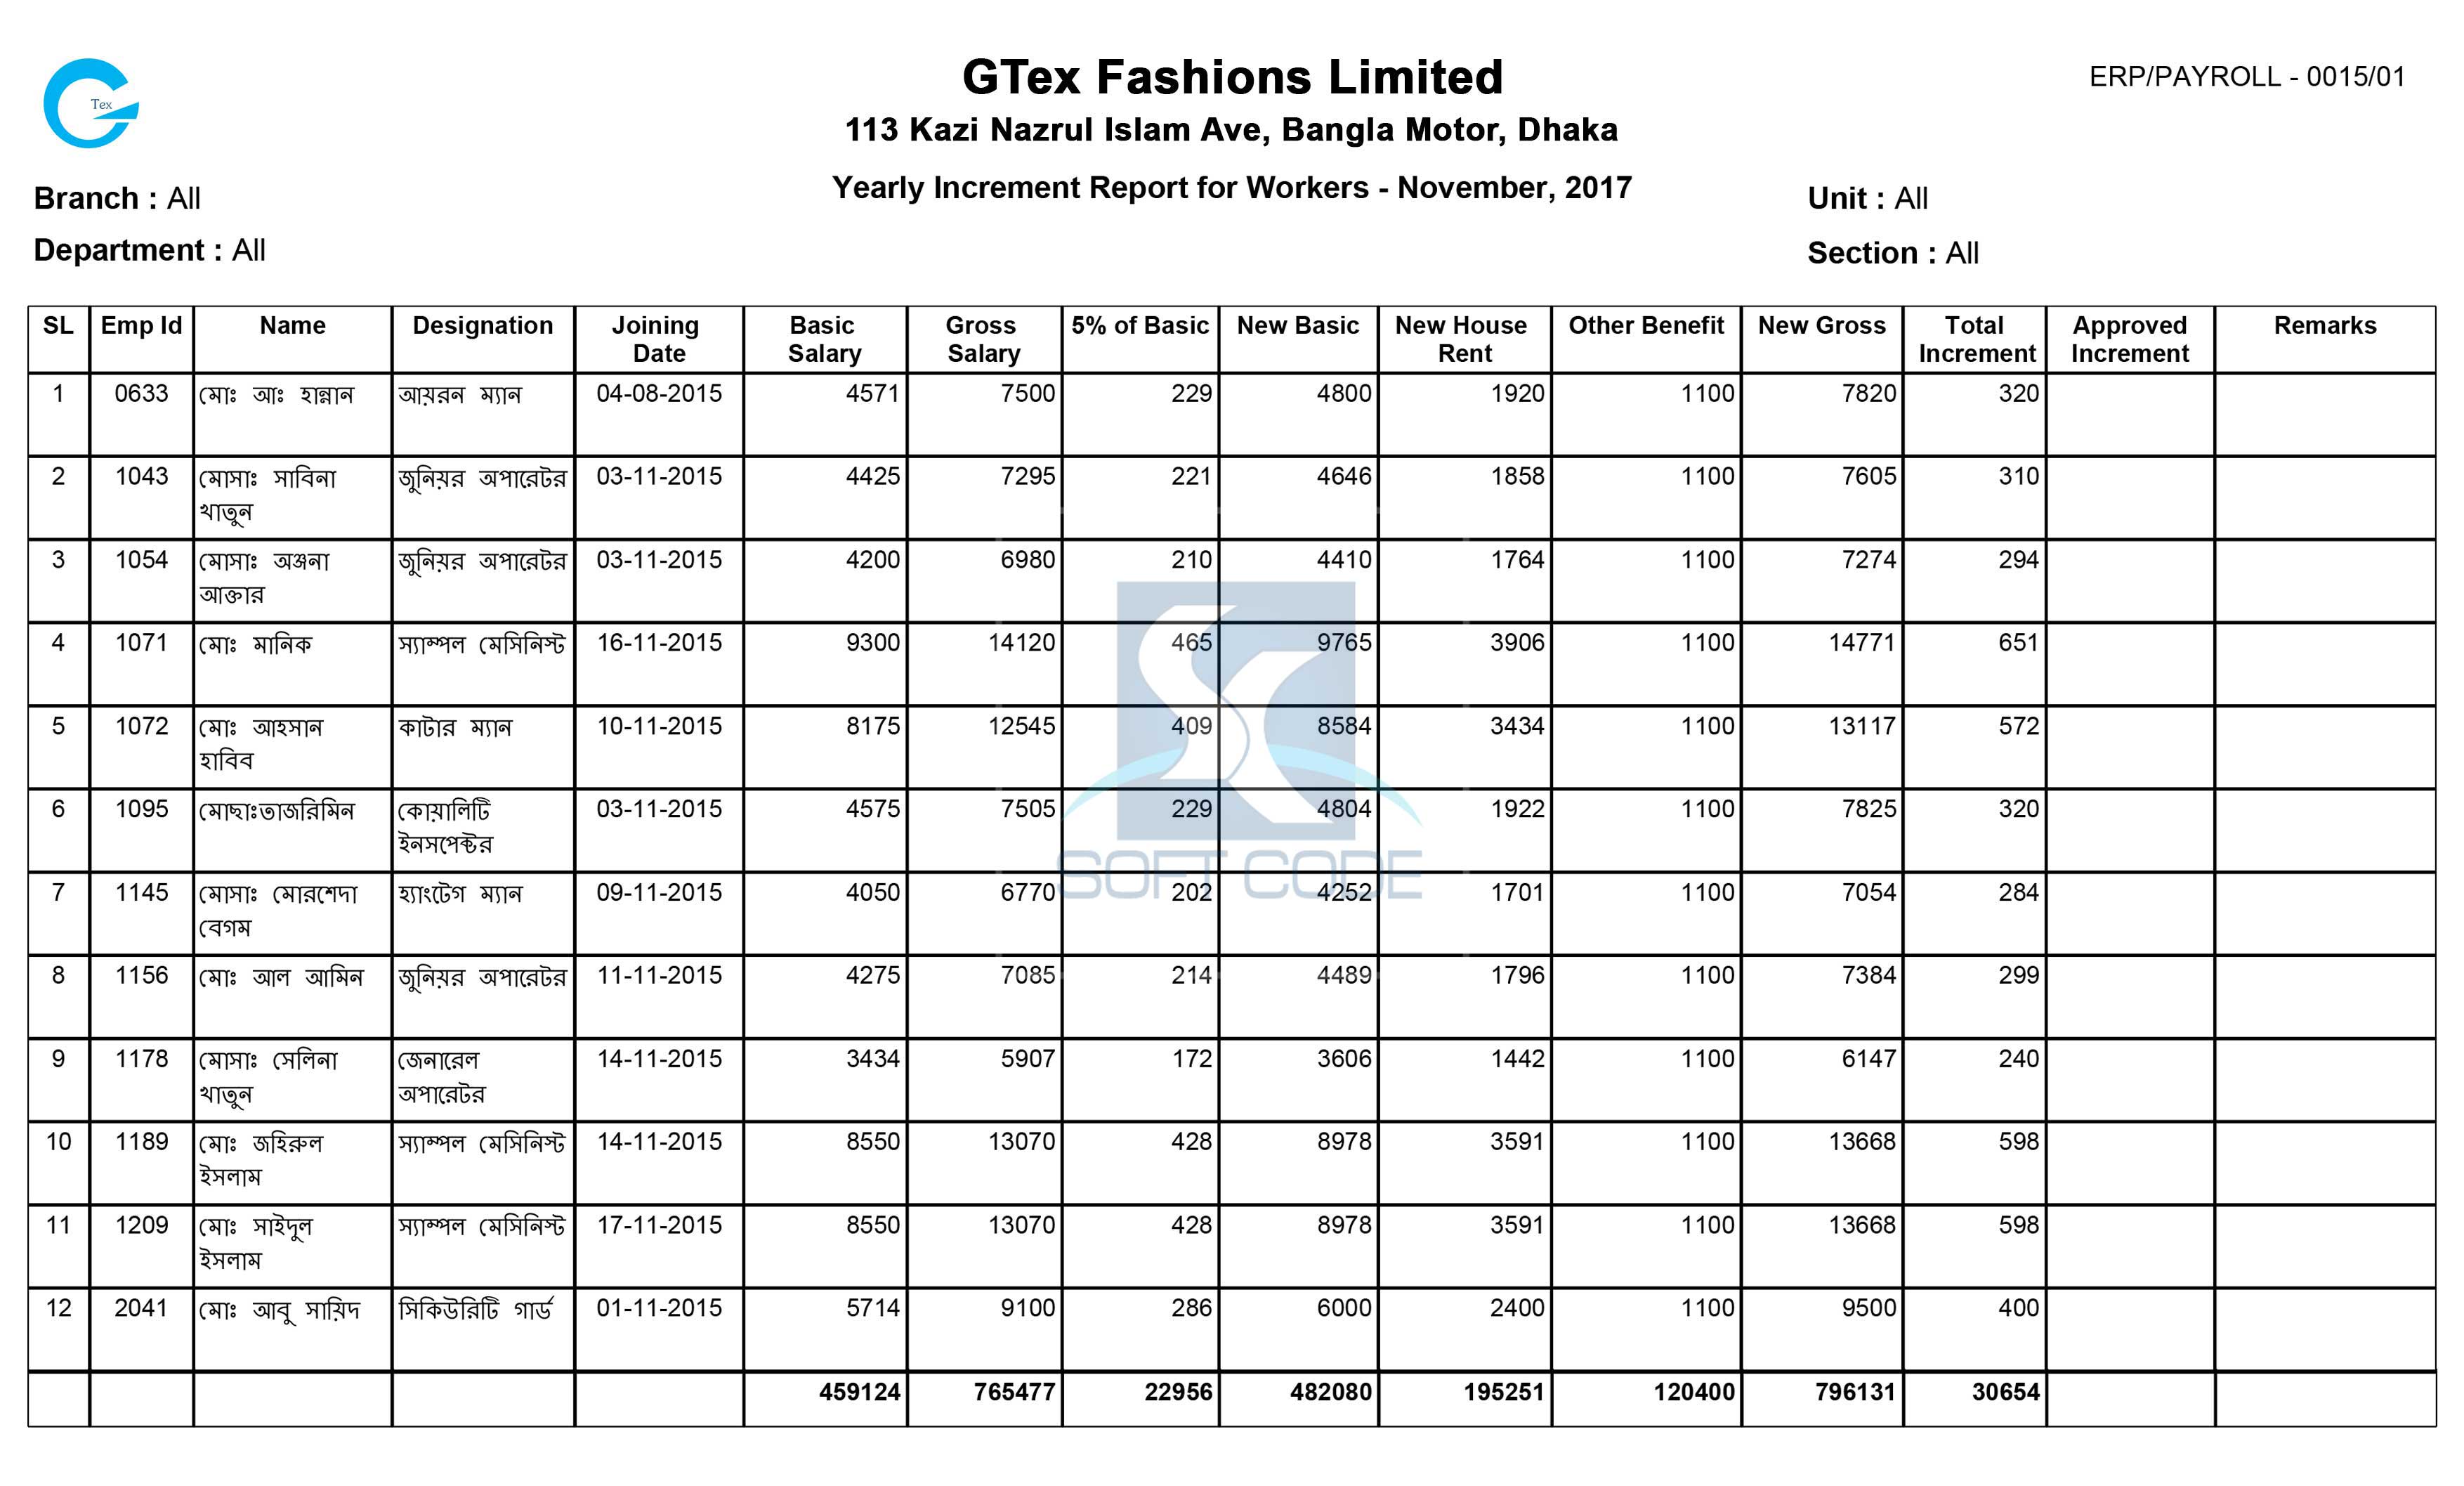 Tex
GTex Fashions Limited
ERP/PAYROLL - 0015/01
113 Kazi Nazrul Islam Ave, Bangla Motor, Dhaka
Yearly Increment Report for Workers - November, 2017
Branch : All
Unit : All
Department : All
Section : All
SL Emp Id Name Designation Joining Date Basic Salary Gross Salary 5% of Basic New Basic New House Rent Other Benefit New Gross Total Increment Approved Increment Remarks
1 0633 মোঃ আঃ হান্নান আয়রন ম্যান 04-08-2015 4571 7500 229 4800 1920 1100 7820 320
2 1043 মোসাঃ সাবিনা খাতুন জুনিয়র অপারেটর 03-11-2015 4425 7295 221 4646 1858 1100 7605 310
3 1054 মোসাঃ অঞ্জনা আক্তার জুনিয়র অপারেটর 03-11-2015 4200 6980 210 4410 1764 1100 7274 294
4 1071 মোঃ মানিক স্যাম্পল মেসিনিস্ট 16-11-2015 9300 14120 465 9765 3906 1100 14771 651
5 1072 মোঃ আহসান হাবিব কাটার ম্যান 10-11-2015 8175 12545 409 8584 3434 1100 13117 572
6 1095 মোছাঃতাজরিমিন কোয়ালিটি ইনসপেক্টর 03-11-2015 4575 7505 229 4804 1922 1100 7825 320
7 1145 মোসাঃ মোরশেদা বেগম হ্যাংটেগ ম্যান 09-11-2015 4050 6770 202 4252 1701 1100 7054 284
8 1156 মোঃ আল আমিন জুনিয়র অপারেটর 11-11-2015 4275 7085 214 4489 1796 1100 7384 299
9 1178 মোসাঃ সেলিনা খাতুন জেনারেল অপারেটর 14-11-2015 3434 5907 172 3606 1442 1100 6147 240
10 1189 মোঃ জহিরুল ইসলাম স্যাম্পল মেসিনিস্ট 14-11-2015 8550 13070 428 8978 3591 1100 13668 598
11 1209 মোঃ সাইদুল ইসলাম স্যাম্পল মেসিনিস্ট 17-11-2015 8550 13070 428 8978 3591 1100 13668 598
12 2041 মোঃ আবু সায়িদ সিকিউরিটি গার্ড 01-11-2015 5714 9100 286 6000 2400 1100 9500 400
459124 765477 22956 482080 195251 120400 796131 30654
SOFT CODE